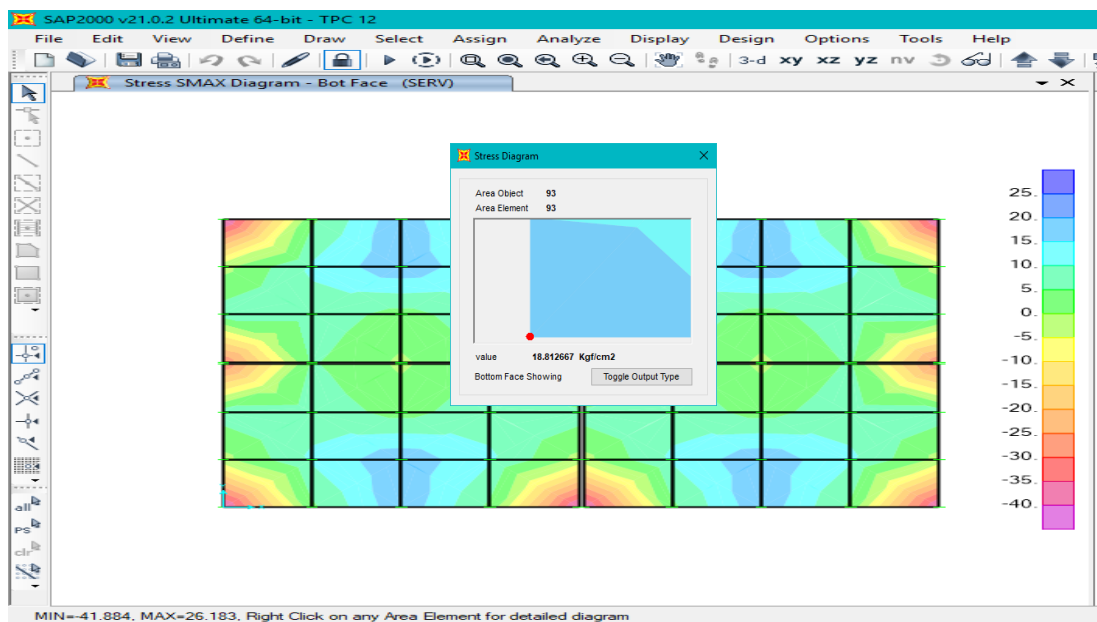 SAP2000 v21.0.2 Ultimate 64-bit - TPC 12
File Edit View Define Draw Select Assign Analyze Display Design Options Tools Help
3-d xy xz yz nv
Stress SMAX Diagram - Bot Face (SERV)
Stress Diagram
Area Object 93
Area Element 93
value 18.812667 Kgf/cm2
Bottom Face Showing Toggle Output Type
25.
20.
15.
10.
5.
0.
-5.
-10.
-15.
-20.
-25.
-30.
-35.
-40.
all
PS
clr
MIN=-41.884, MAX=26.183, Right Click on any Area Element for detailed diagram